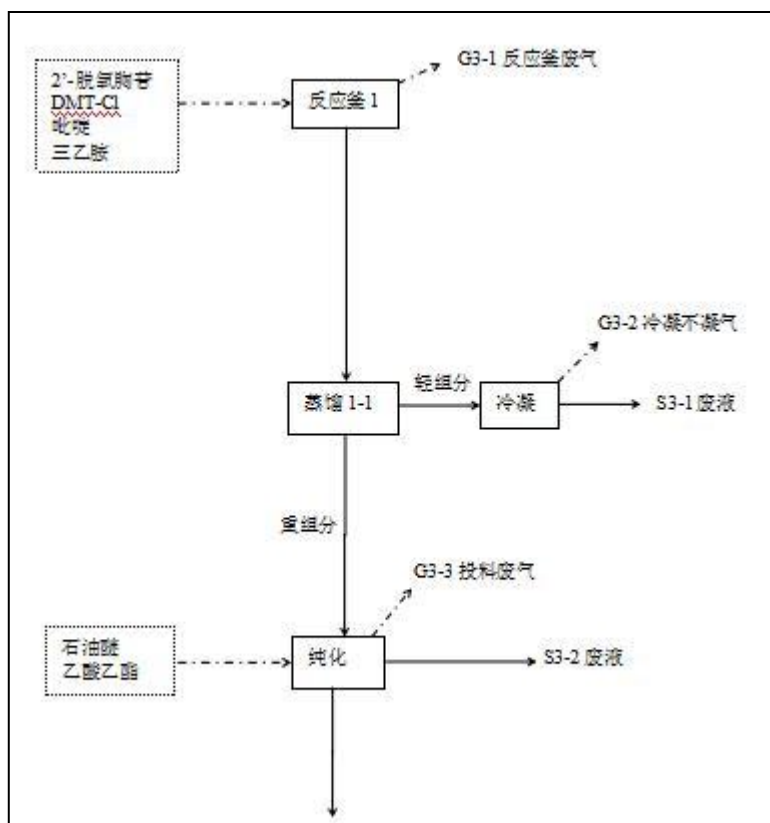 G3-1 反应釜废气
2’-脱氧胞苷
DMT-Cl
吡啶
三乙胺
反应釜 1
G3-2 冷凝不凝气
轻组分
蒸馏 1-1
冷凝
S3-1 废液
重组分
G3-3 投料废气
石油醚
乙酸乙酯
纯化
S3-2 废液